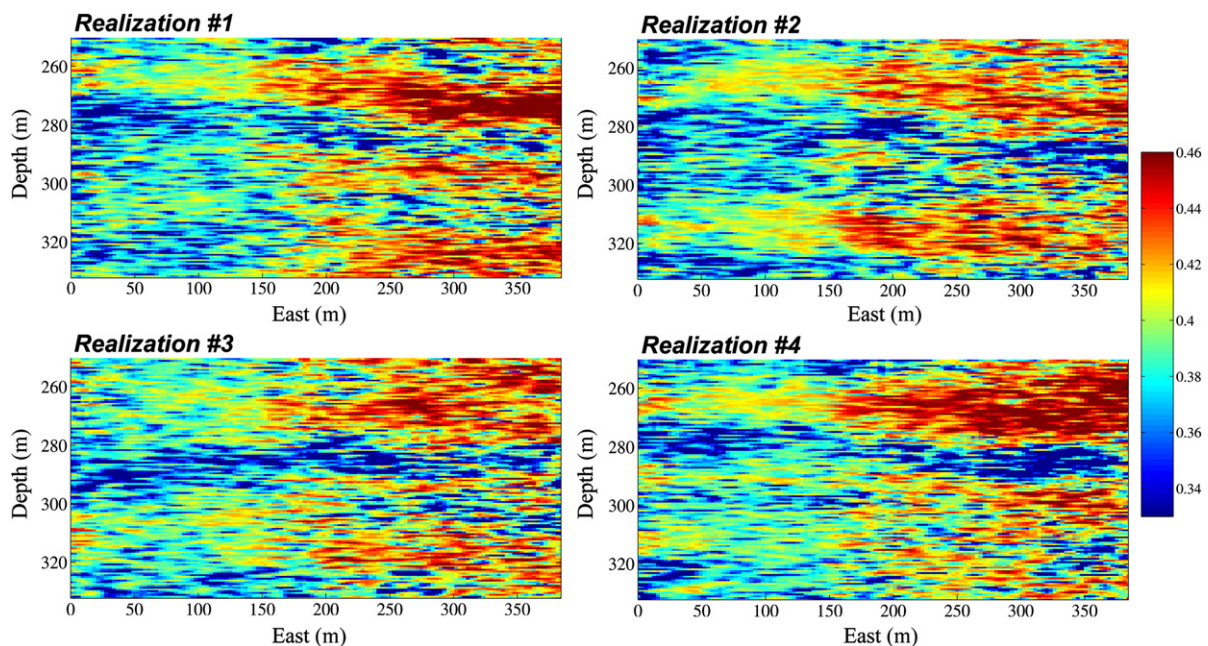 Realization #1
260
280
300
320
Depth (m)
0 50 100 150 200 250 300 350
East (m)
Realization #2
260
280
300
320
Depth (m)
0 50 100 150 200 250 300 350
East (m)
Realization #3
260
280
300
320
Depth (m)
0 50 100 150 200 250 300 350
East (m)
Realization #4
260
280
300
320
Depth (m)
0 50 100 150 200 250 300 350
East (m)
0.46
0.44
0.42
0.4
0.38
0.36
0.34